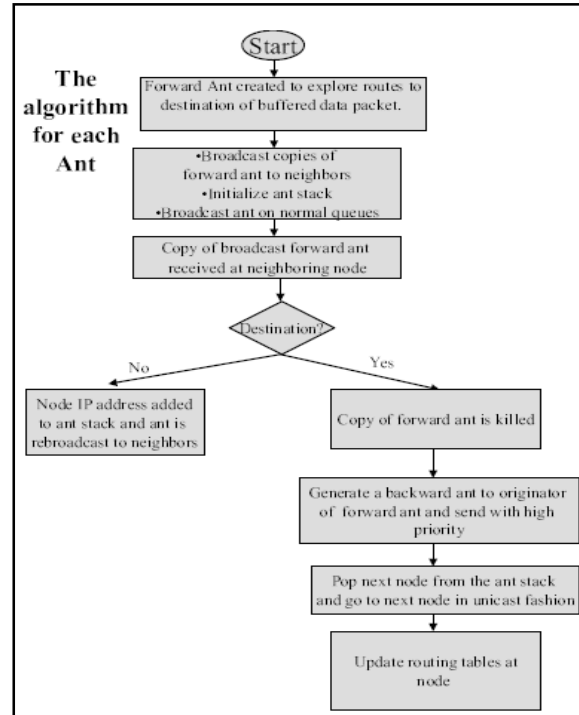 Start
The
algorithm
for each
Ant
Forward Ant created to explore routes to
destination of buffered data packet.
•Broadcast copies of
forward ant to neighbors
•Initialize ant stack
•Broadcast ant on normal queues
Copy of broadcast forward ant
received at neighboring node
Destination?
No
Yes
Node IP address added
to ant stack and ant is
rebroadcast to neighbors
Copy of forward ant is killed
Generate a backward ant to originator
of forward ant and send with high
priority
Pop next node from the ant stack
and go to next node in unicast fashion
Update routing tables at
node